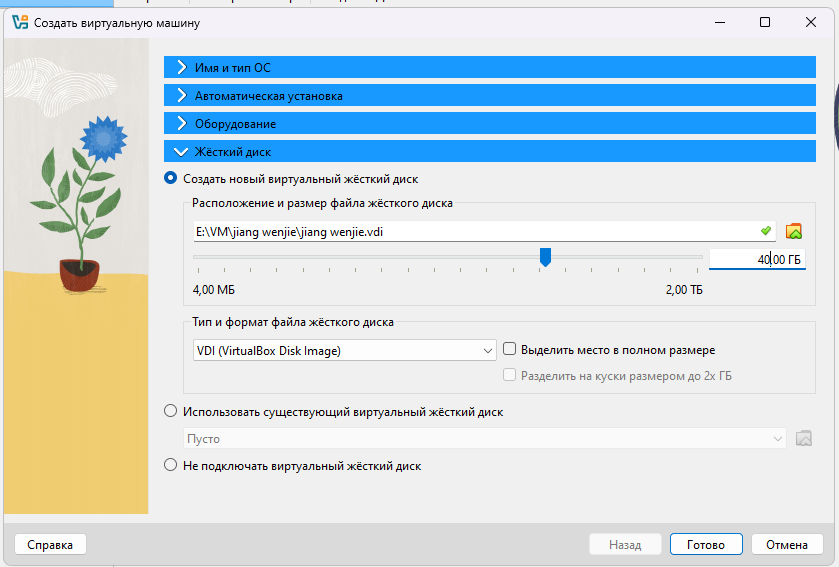 Создать виртуальную машину
Имя и тип ОС
Автоматическая установка
Оборудование
Жёсткий диск
Создать новый виртуальный жёсткий диск
Расположение и размер файла жёсткого диска
E:\VM\jiang wenjie\jiang wenjie.vdi
40,00 ГБ
4,00 МБ
2,00 ТБ
Тип и формат файла жёсткого диска
VDI (VirtualBox Disk Image)
Выделить место в полном размере
Разделить на куски размером до 2х ГБ
Использовать существующий виртуальный жёсткий диск
Пусто
Не подключать виртуальный жёсткий диск
Справка
Назад
Готово
Отмена